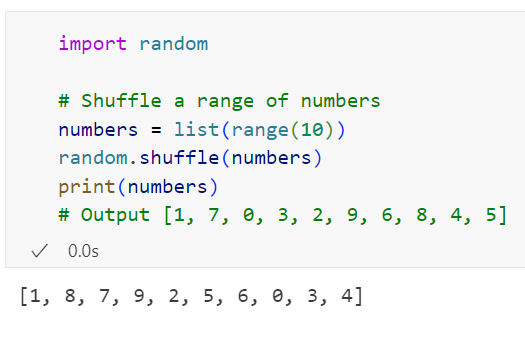 import random
# Shuffle a range of numbers
numbers = list(range(10))
random.shuffle(numbers)
print(numbers)
# Output [1, 7, 0, 3, 2, 9, 6, 8, 4, 5]
✓ 0.0s
[1, 8, 7, 9, 2, 5, 6, 0, 3, 4]